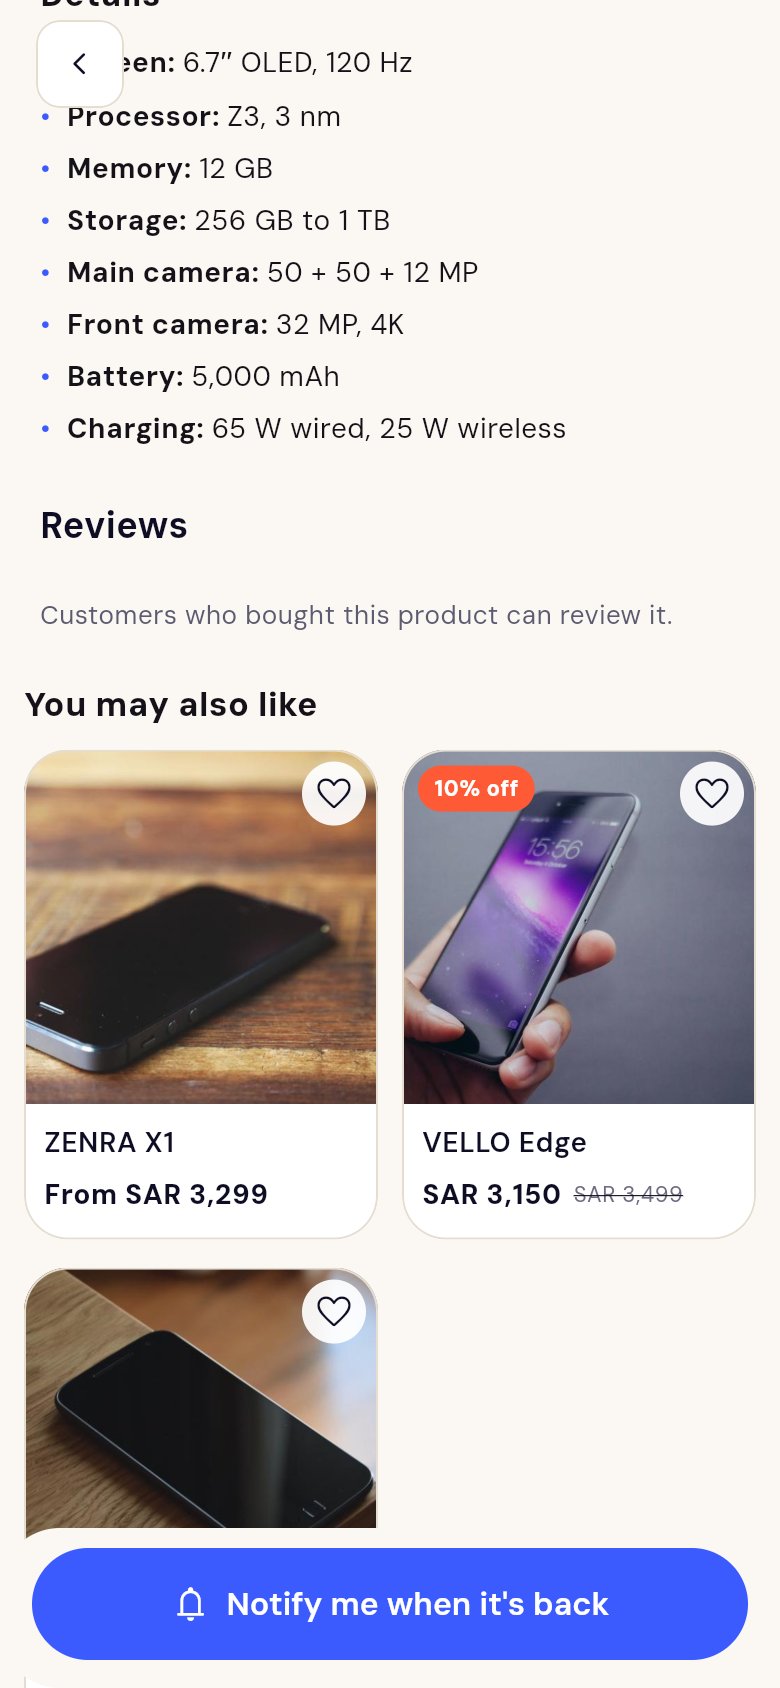 Details
een: 6.7″ OLED, 120 Hz
• Processor: Z3, 3 nm
• Memory: 12 GB
• Storage: 256 GB to 1 TB
• Main camera: 50 + 50 + 12 MP
• Front camera: 32 MP, 4K
• Battery: 5,000 mAh
• Charging: 65 W wired, 25 W wireless
Reviews
Customers who bought this product can review it.
You may also like
10% off
15:56
ZENRA X1
From SAR 3,299
VELLO Edge
SAR 3,150 SAR 3,499
Notify me when it's back